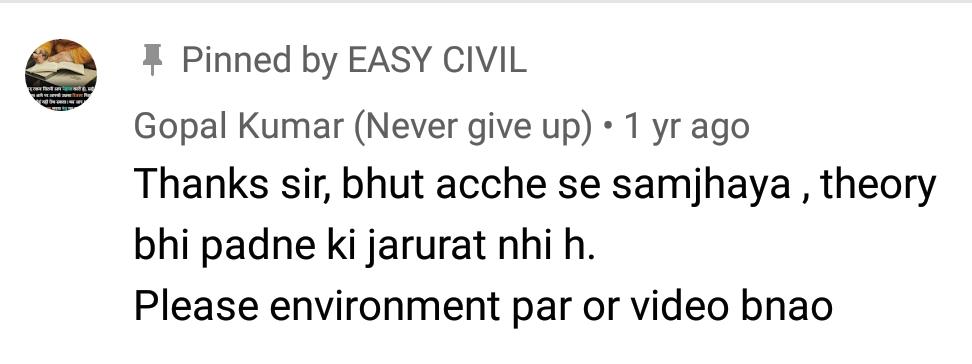 Pinned by EASY CIVIL
Gopal Kumar (Never give up) • 1 yr ago
Thanks sir, bhut acche se samjhaya , theory
bhi padne ki jarurat nhi h.
Please environment par or video bnao